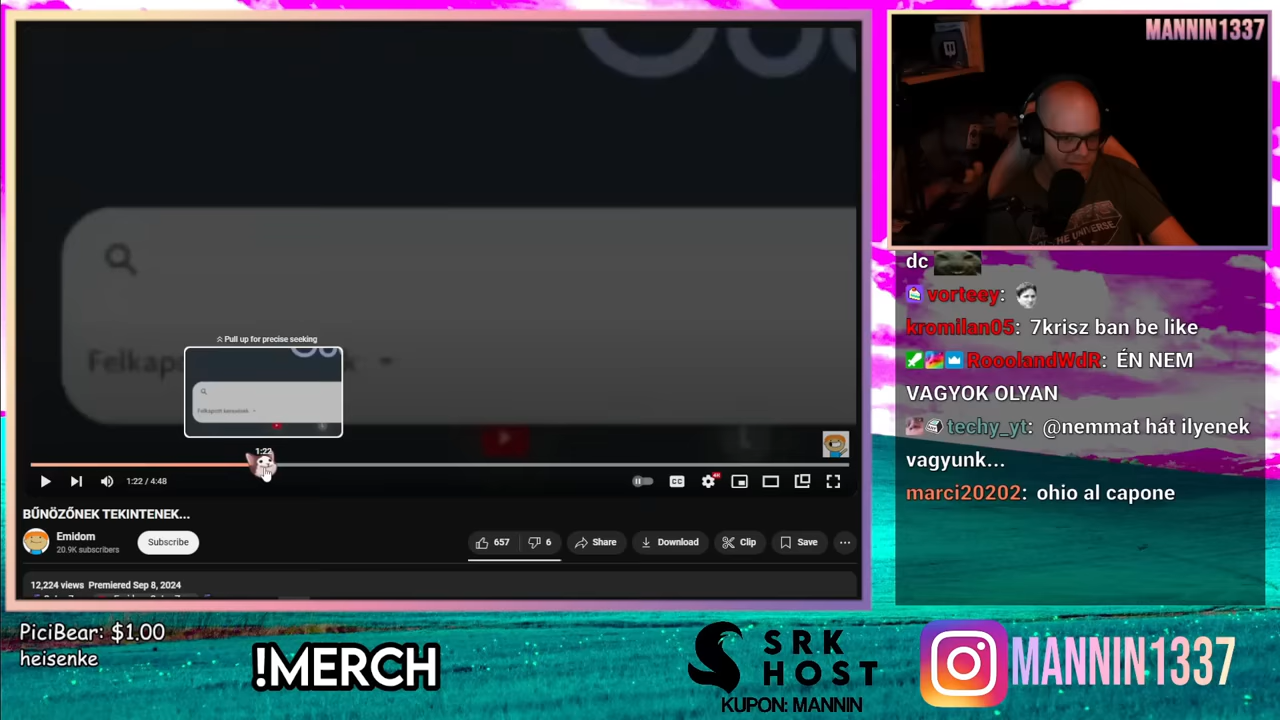 MANNIN1337
dc
vorteey:
kromilan05: 7krisz ban be like
RooolandWdR: ÉN NEM
VAGYOK OLYAN
techy_yt: @nemmat hát ilyenek
vagyunk...
marci20202: ohio al capone
Pull up for precise seeking
Felkapott keresések
1:22
1:22 / 4:48
CC
BŰNÖZŐNEK TEKINTENEK...
Emidom
20.9K subscribers
Subscribe
657
6
Share
Download
Clip
Save
12,224 views Premiered Sep 8, 2024
PiciBear: $1.00
heisenke
!MERCH
SRK
HOST
KUPON: MANNIN
MANNIN1337